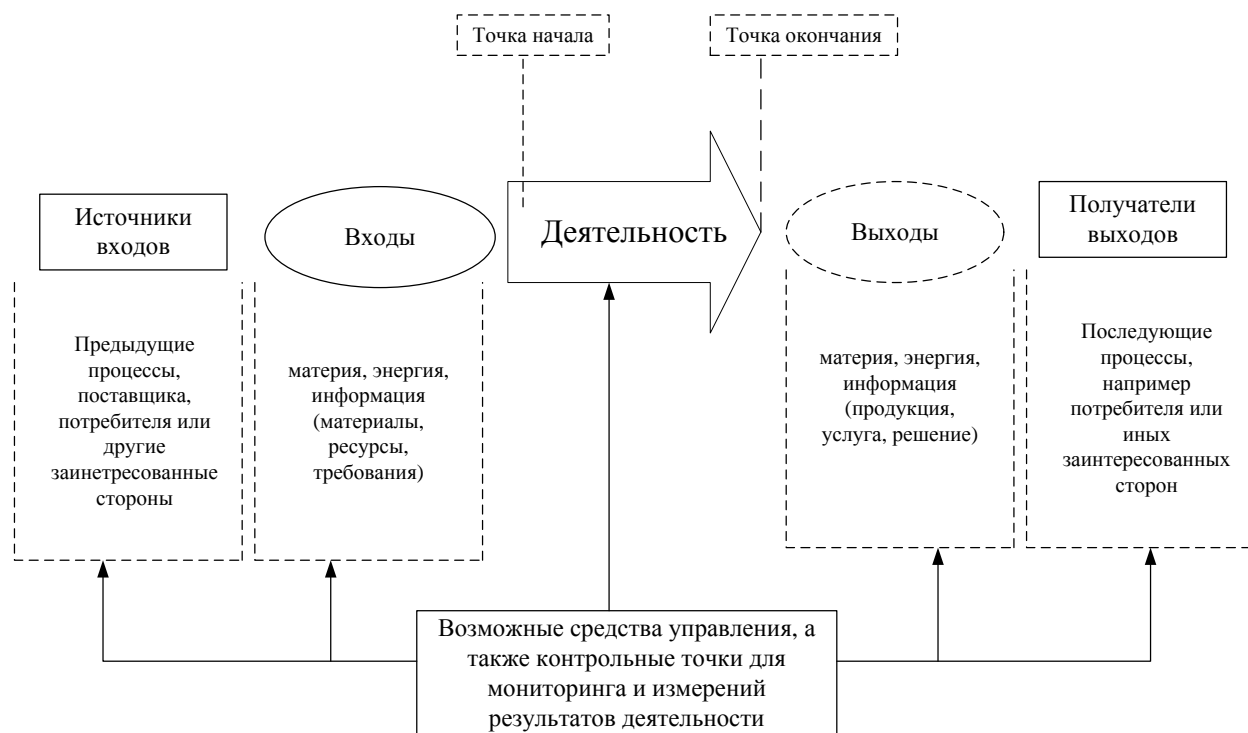 Точка начала
Точка окончания
Источники
входов
Входы
Деятельность
Выходы
Получатели
выходов
Предыдущие
процессы,
поставщика,
потребителя или
другие
заинетресованные
стороны
материя, энергия,
информация
(материалы,
ресурсы,
требования)
материя, энергия,
информация
(продукция,
услуга, решение)
Последующие
процессы,
например
потребителя или
иных
заинтересованных
сторон
Возможные средства управления, а
также контрольные точки для
мониторинга и измерений
результатов деятельности